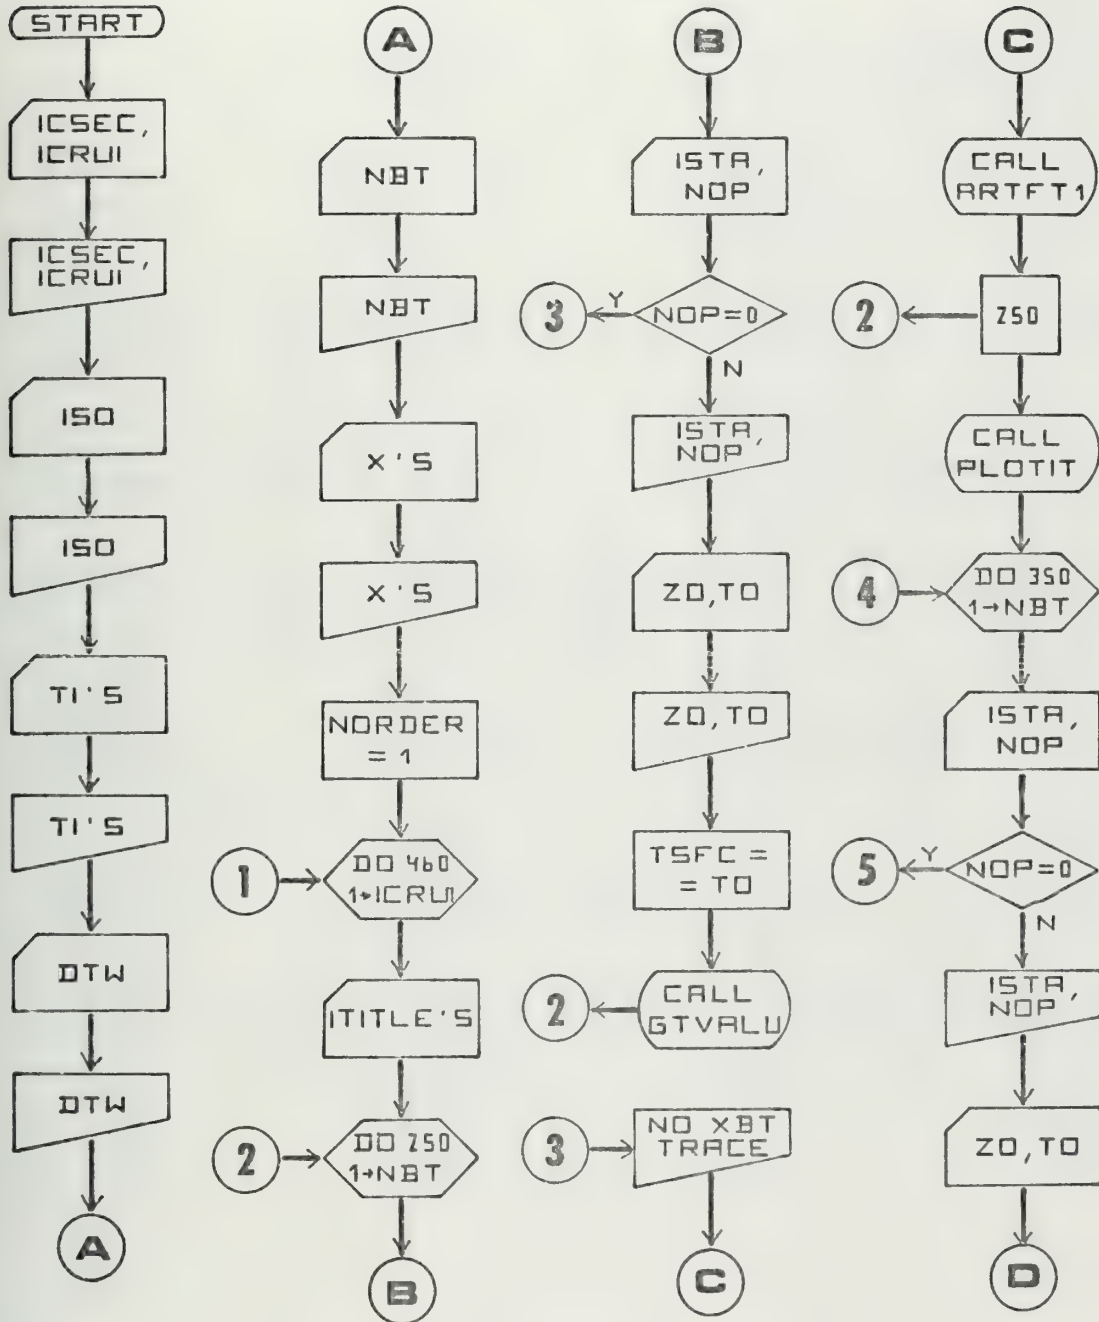 START
ICSEC,
ICRUI
ICSEC,
ICRUI
ISO
ISO
TI'S
TI'S
DTW
DTW
A
A
NBT
NBT
X'S
X'S
NORDER
= 1
1
DO 460
1→ICRUI
ITITLE'S
2
DO 250
1→NBT
B
B
ISTA,
NOP
3
Y
NOP=0
N
ISTA,
NOP
ZO,TO
ZO,TO
TSFC =
= TO
2
CALL
GTVALU
3
NO XBT
TRACE
C
C
CALL
ARTFT1
2
250
CALL
PLOTIT
4
DO 350
1→NBT
ISTA,
NOP
5
Y
NOP=0
N
ISTA,
NOP
ZO,TO
D